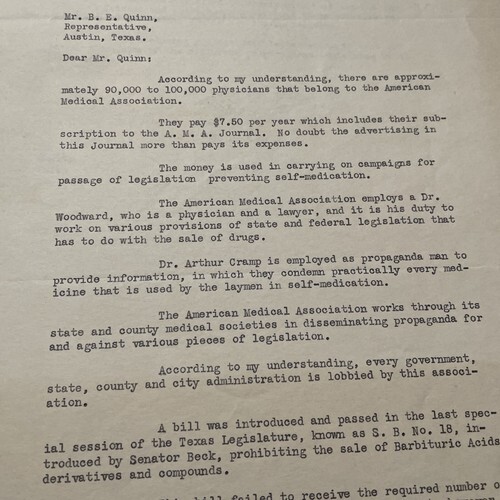 Mr. B. E. Quinn,
Representative,
Austin, Texas.
Dear Mr. Quinn:
According to my understanding, there are approxi-
mately 90,000 to 100,000 physicians that belong to the American
Medical Association.
They pay $7.50 per year which includes their sub-
scription to the A. M. A. Journal. No doubt the advertising in
this Journal more than pays its expenses.
The money is used in carrying on campaigns for
passage of legislation preventing self-medication.
The American Medical Association employs a Dr.
Woodward, who is a physician and a lawyer, and it is his duty to
work on various provisions of state and federal legislation that
has to do with the sale of drugs.
Dr. Arthur Cramp is employed as propaganda man to
provide information, in which they condemn practically every med-
icine that is used by the laymen in self-medication.
The American Medical Association works through its
state and county medical societies in disseminating propaganda for
and against various pieces of legislation.
According to my understanding, every government,
state, county and city administration is lobbied by this associ-
ation.
A bill was introduced and passed in the last spec-
ial session of the Texas Legislature, known as S. B. No. 18, in-
troduced by Senator Beck, prohibiting the sale of Barbituric Acids
derivatives and compounds.
bill failed to receive the required number